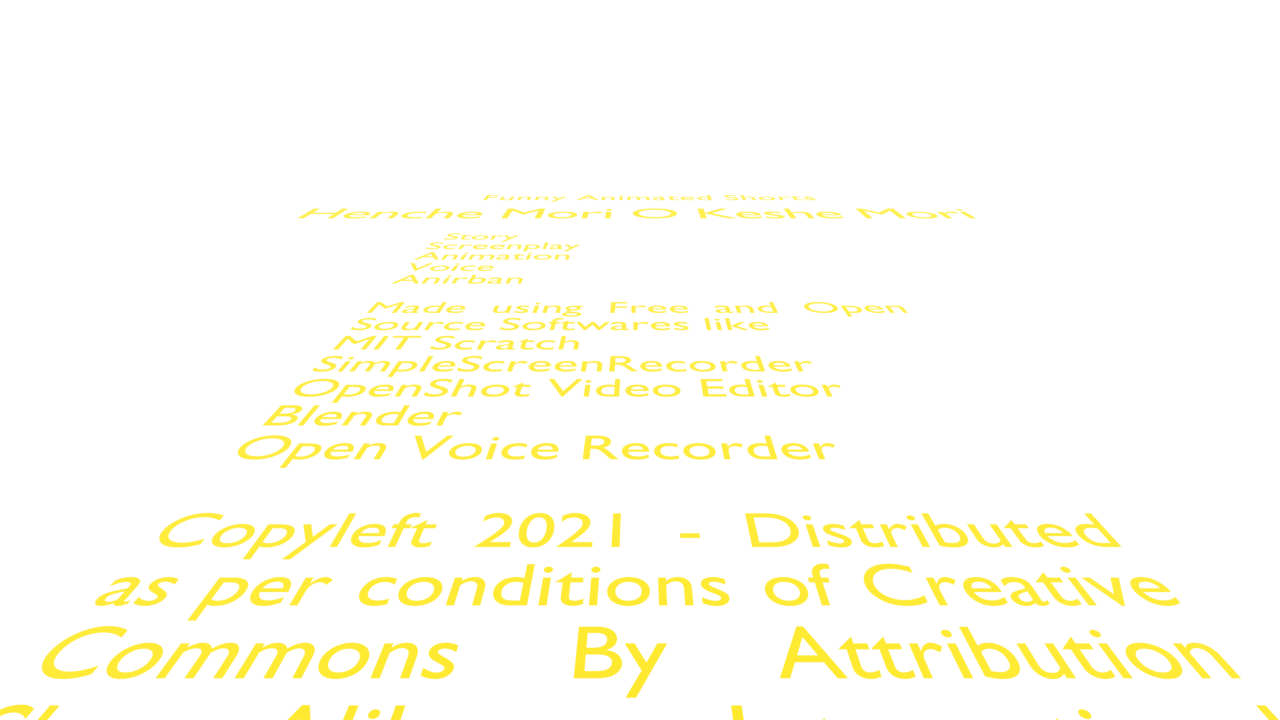 Funny Animated Shorts
Henche Mori O Keshe Mori
Story
Screenplay
Animation
Voice
Anirban
Made using Free and Open
Source Softwares like
MIT Scratch
SimpleScreenRecorder
OpenShot Video Editor
Blender
Open Voice Recorder
Copyleft 2021 - Distributed
as per conditions of Creative
Commons By Attribution